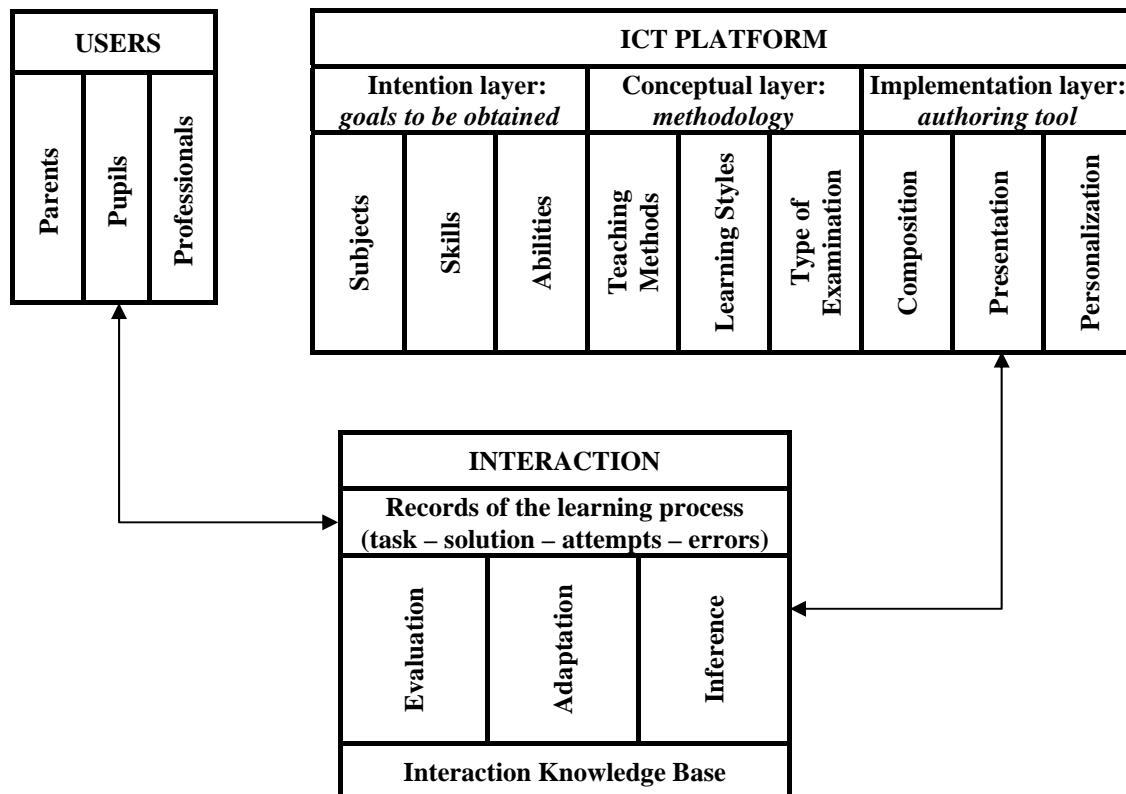 USERS
Parents
Pupils
Professionals
ICT PLATFORM
Intention layer:
goals to be obtained
Conceptual layer:
methodology
Implementation layer:
authoring tool
Subjects
Skills
Abilities
Teaching
Methods
Learning Styles
Type of
Examination
Composition
Presentation
Personalization
INTERACTION
Records of the learning process
(task – solution – attempts – errors)
Evaluation
Adaptation
Inference
Interaction Knowledge Base